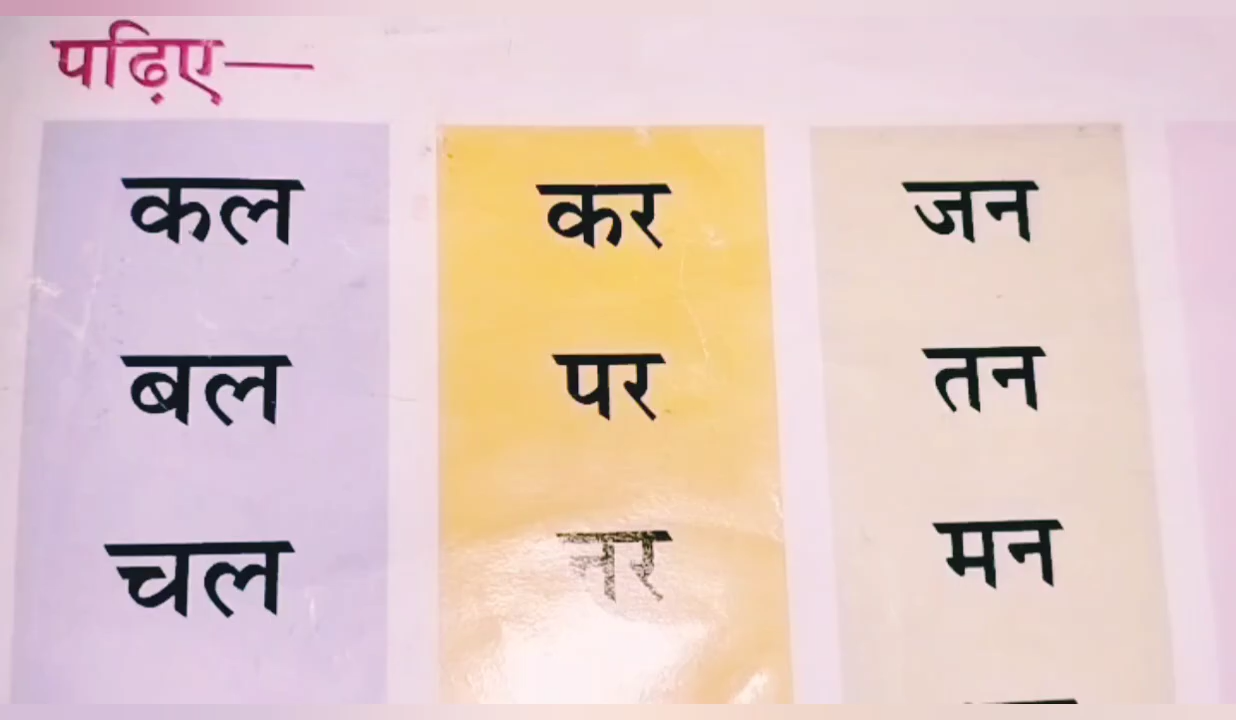 पढ़िए—
कल कर जन
बल पर तन
चल नर मन